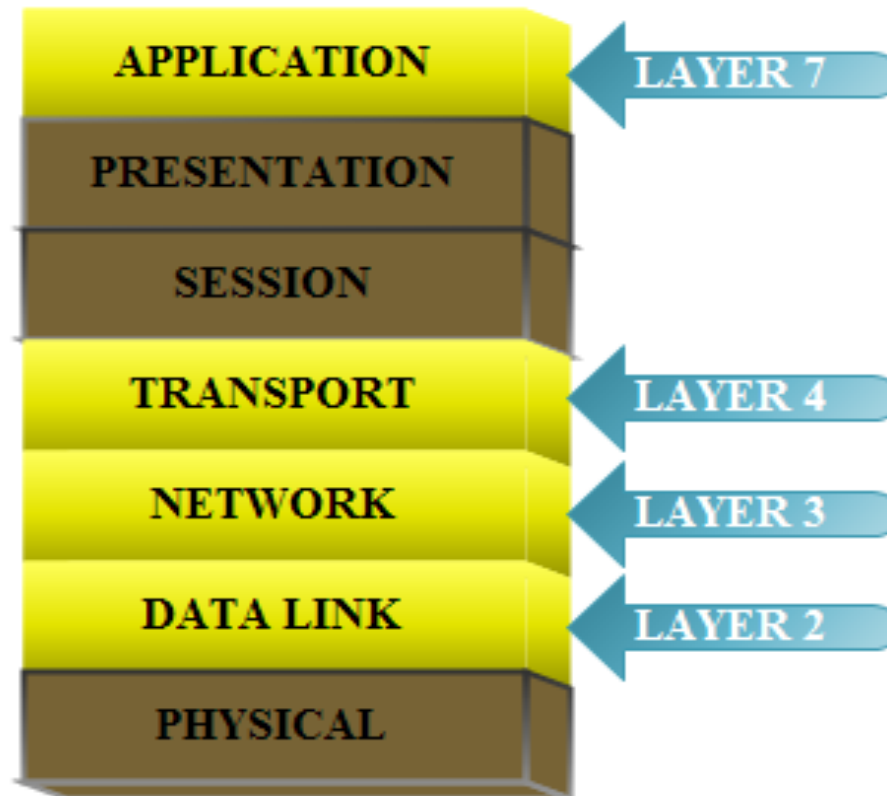 APPLICATION LAYER 7
PRESENTATION
SESSION
TRANSPORT LAYER 4
NETWORK LAYER 3
DATA LINK LAYER 2
PHYSICAL